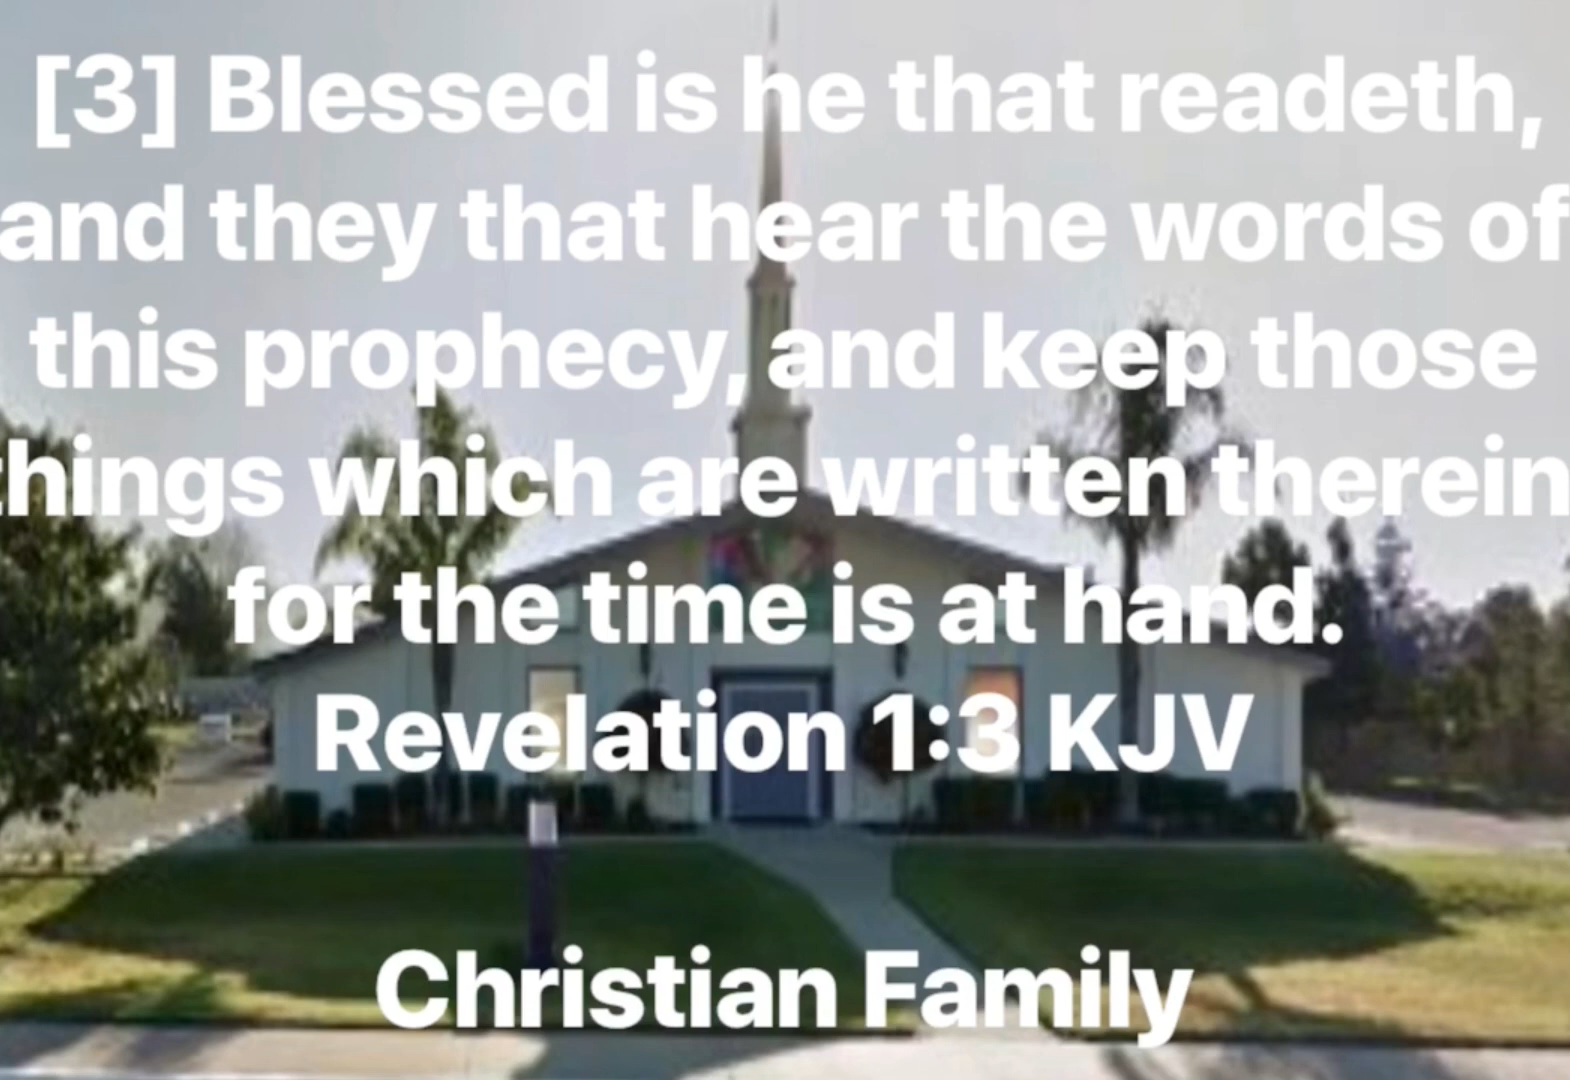 [3] Blessed is he that readeth,
and they that hear the words of
this prophecy, and keep those
things which are written therein
for the time is at hand.
Revelation 1:3 KJV
Christian Family